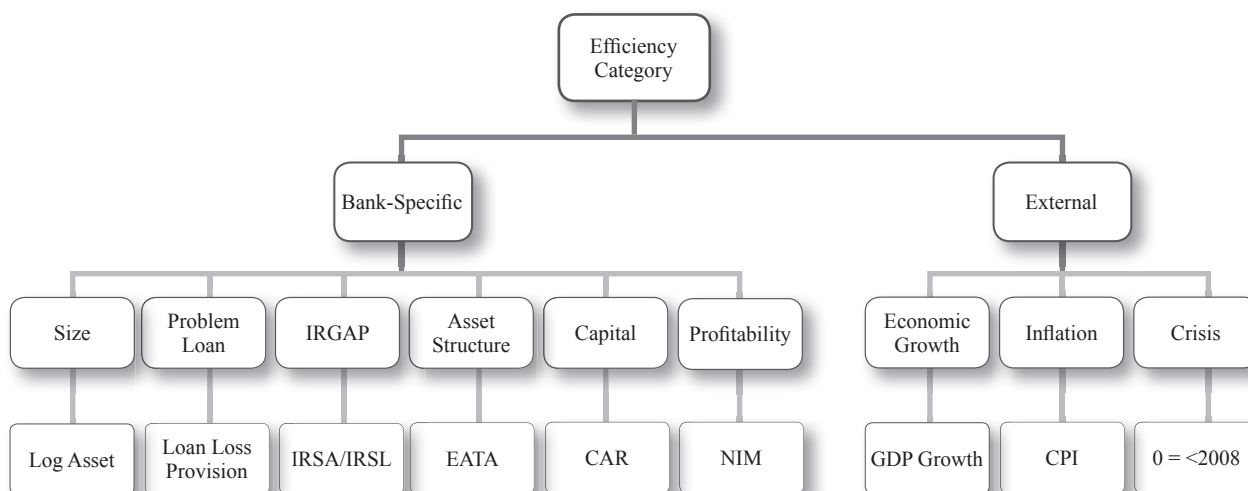 Efficiency
Category
Bank-Specific
External
Size
Problem
Loan
IRGAP
Asset
Structure
Capital
Profitability
Economic
Growth
Inflation
Crisis
Log Asset
Loan Loss
Provision
IRSA/IRSL
EATA
CAR
NIM
GDP Growth
CPI
0 = <2008